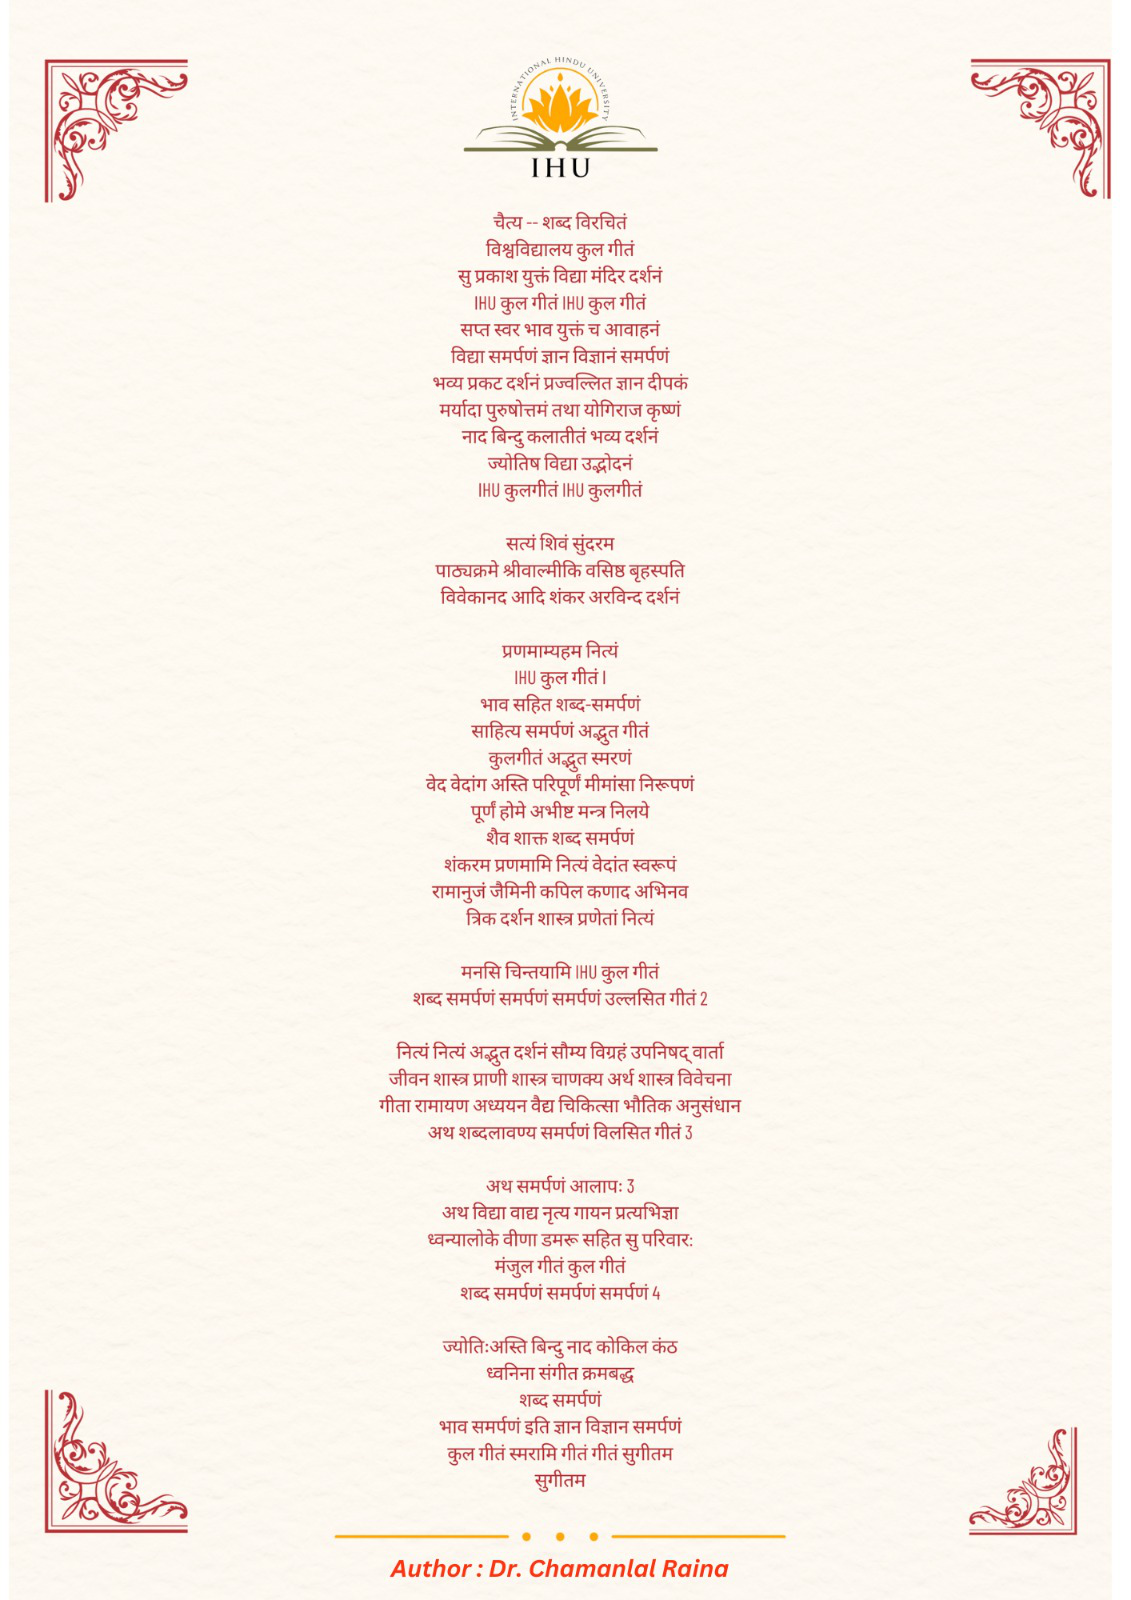 INTERNATIONAL HINDU UNIVERSITY
IHU
चैत्य -- शब्द विरचितं
विश्वविद्यालय कुल गीतं
सु प्रकाश युक्तं विद्या मंदिर दर्शनं
IHU कुल गीतं IHU कुल गीतं
सप्त स्वर भाव युक्तं च आवाहनं
विद्या समर्पणं ज्ञान विज्ञानं समर्पणं
भव्य प्रकट दर्शनं प्रज्वल्लित ज्ञान दीपकं
मर्यादा पुरुषोत्तमं तथा योगिराज कृष्णं
नाद बिन्दु कलातीतं भव्य दर्शनं
ज्योतिष विद्या उद्भोदनं
IHU कुलगीतं IHU कुलगीतं
सत्यं शिवं सुंदरम
पाठ्यक्रमे श्रीवाल्मीकि वसिष्ठ बृहस्पति
विवेकानद आदि शंकर अरविन्द दर्शनं
प्रणमाम्यहम नित्यं
IHU कुल गीतं I
भाव सहित शब्द-समर्पणं
साहित्य समर्पणं अद्भुत गीतं
कुलगीतं अद्भुत स्मरणं
वेद वेदांग अस्ति परिपूर्णं मीमांसा निरूपणं
पूर्णं होमे अभीष्ट मन्त्र निलये
शैव शाक्त शब्द समर्पणं
शंकरम प्रणमामि नित्यं वेदांत स्वरूपं
रामानुजं जैमिनी कपिल कणाद अभिनव
त्रिक दर्शन शास्त्र प्रणेतां नित्यं
मनसि चिन्तयामि IHU कुल गीतं
शब्द समर्पणं समर्पणं समर्पणं उल्लसित गीतं 2
नित्यं नित्यं अद्भुत दर्शनं सौम्य विग्रहं उपनिषद् वार्ता
जीवन शास्त्र प्राणी शास्त्र चाणक्य अर्थ शास्त्र विवेचना
गीता रामायण अध्ययन वैद्य चिकित्सा भौतिक अनुसंधान
अथ शब्दलावण्य समर्पणं विलसित गीतं 3
अथ समर्पणं आलापः 3
अथ विद्या वाद्य नृत्य गायन प्रत्यभिज्ञा
ध्वन्यालोके वीणा डमरू सहित सु परिवार:
मंजुल गीतं कुल गीतं
शब्द समर्पणं समर्पणं समर्पणं 4
ज्योतिःअस्ति बिन्दु नाद कोकिल कंठ
ध्वनिना संगीत क्रमबद्ध
शब्द समर्पणं
भाव समर्पणं इति ज्ञान विज्ञान समर्पणं
कुल गीतं स्मरामि गीतं गीतं सुगीतम
सुगीतम
Author : Dr. Chamanlal Raina